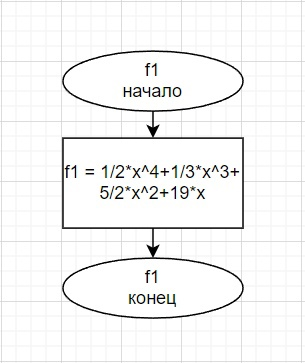 f1
начало
f1 = 1/2*x^4+1/3*x^3+
5/2*x^2+19*x
f1
конец